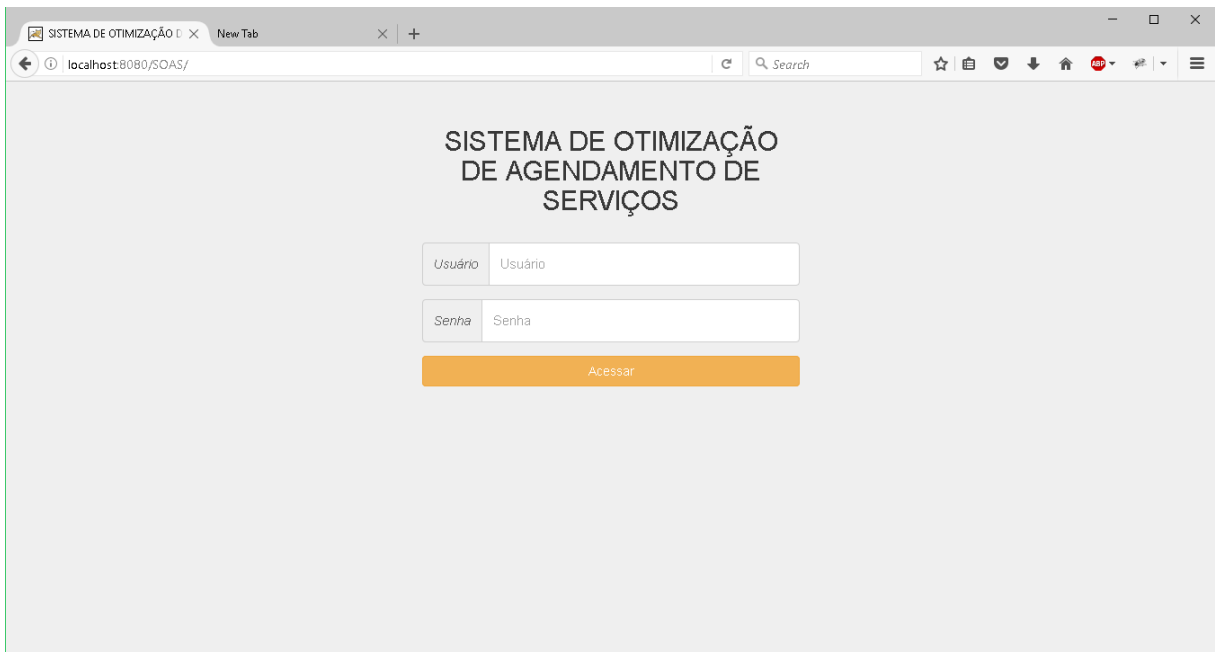 SISTEMA DE OTIMIZAÇÃO D
New Tab
localhost:8080/SOAS/
Search
ABP
SISTEMA DE OTIMIZAÇÃO
DE AGENDAMENTO DE
SERVIÇOS
Usuário Usuário
Senha Senha
Acessar